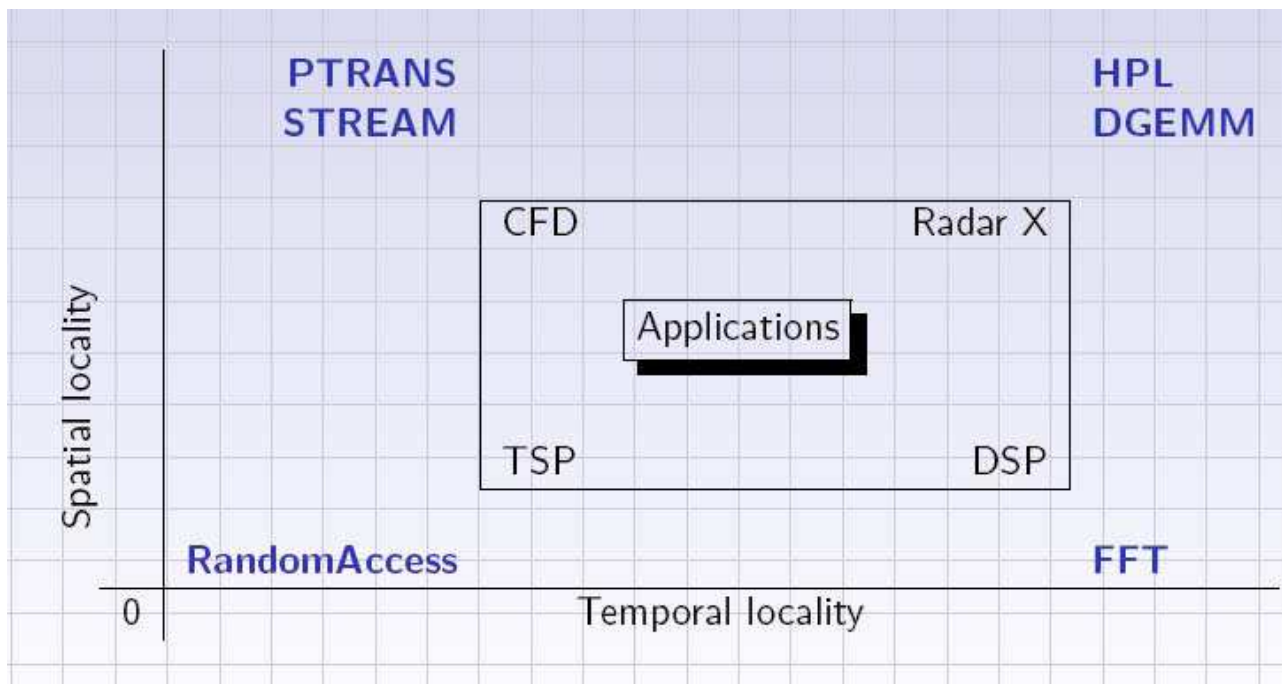 PTRANS
STREAM
HPL
DGEMM
CFD
Radar X
Applications
TSP
DSP
Spatial locality
RandomAccess
FFT
0
Temporal locality